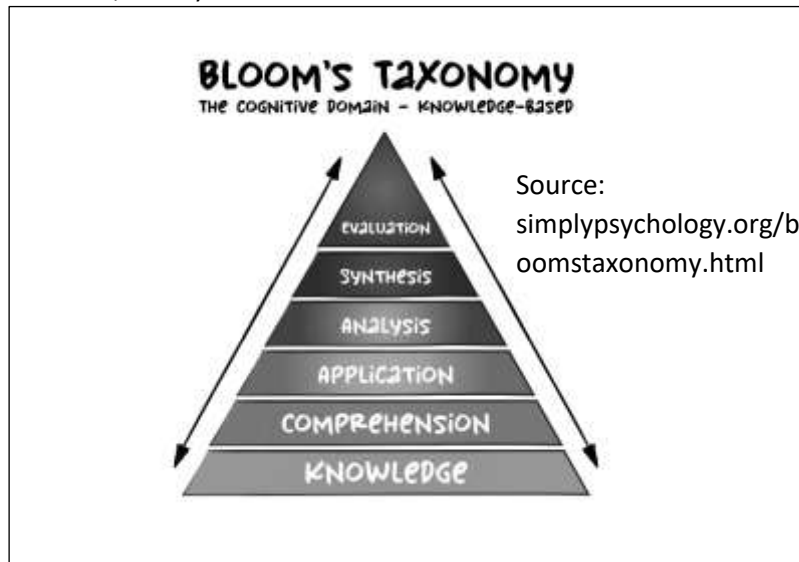 BLOOM'S TAXONOMY
THE COGNITIVE DOMAIN – KNOWLEDGE-BASED
Source:
simplypsychology.org/b
oomstaxonomy.html
EVALUATION
SYNTHESIS
ANALYSIS
APPLICATION
COMPREHENSION
KNOWLEDGE